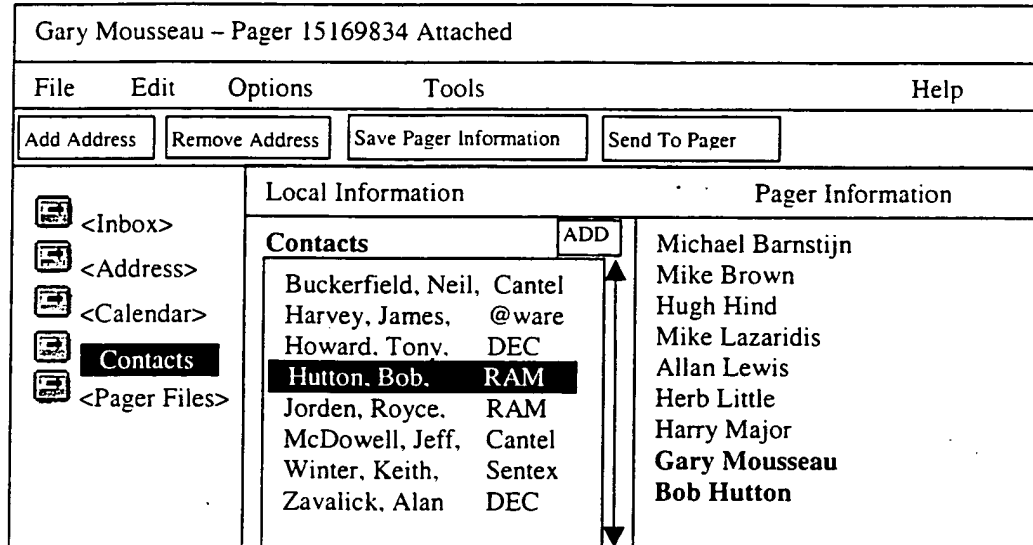 Gary Mousseau – Pager 15169834 Attached
File Edit Options Tools Help
Add Address Remove Address Save Pager Information Send To Pager
Local Information Pager Information
<Inbox>
<Address>
<Calendar>
Contacts
<Pager Files>
Contacts ADD
Buckerfield, Neil, Cantel
Harvey, James, @ware
Howard, Tony, DEC
Hutton, Bob, RAM
Jorden, Royce, RAM
McDowell, Jeff, Cantel
Winter, Keith, Sentex
Zavalick, Alan DEC
Michael Barnstijn
Mike Brown
Hugh Hind
Mike Lazaridis
Allan Lewis
Herb Little
Harry Major
Gary Mousseau
Bob Hutton